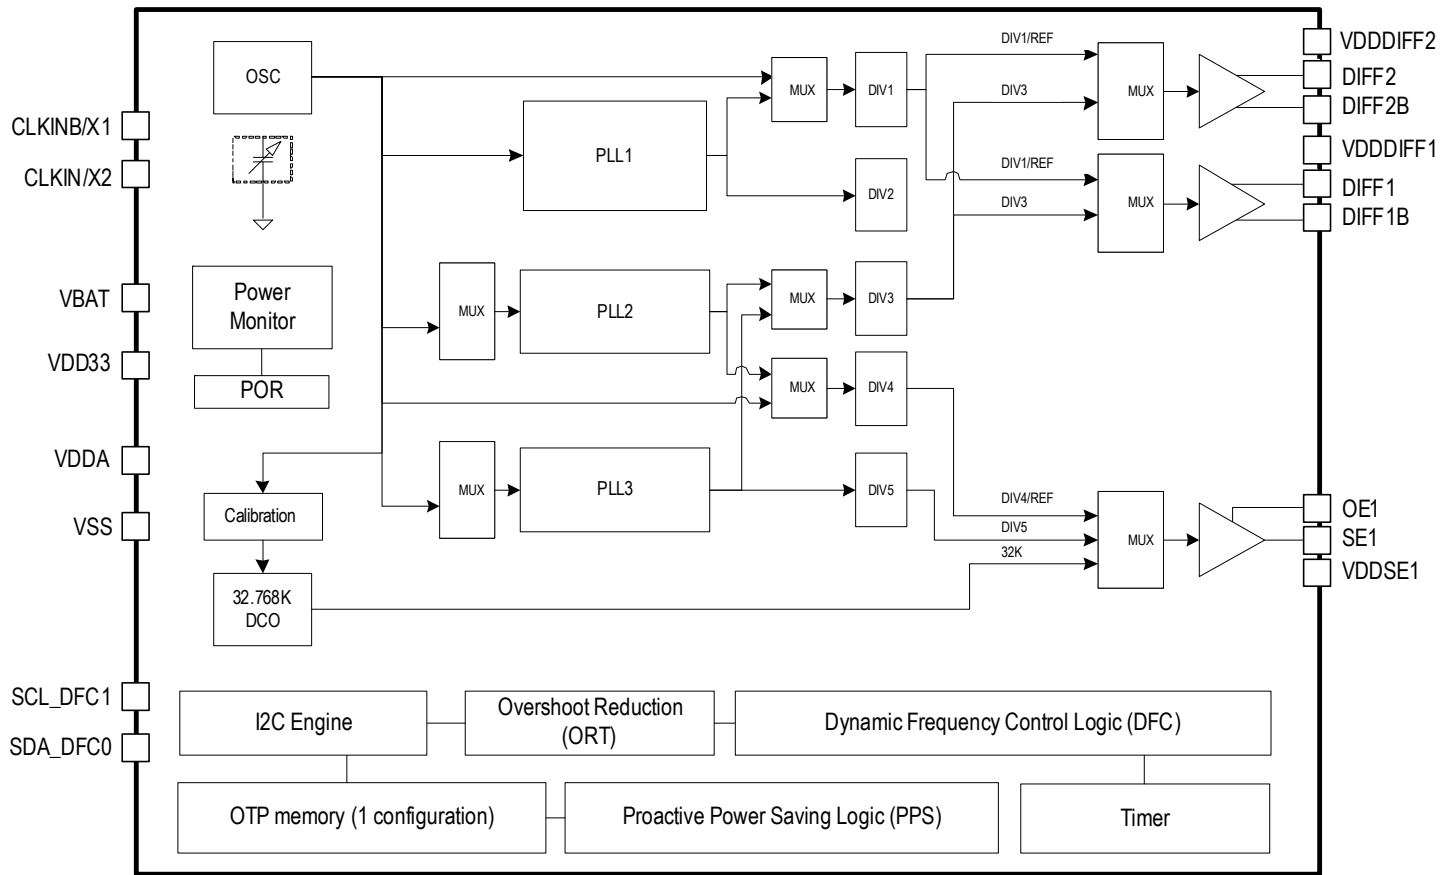 VDDDIFF2
DIV1/REF
OSC
DIFF2
MUX
DIV1
DIV3
MUX
DIFF2B
CLKINB/X1
PLL1
VDDDIFF1
CLKIN/X2
DIV1/REF
DIFF1
DIV2
DIV3
MUX
DIFF1B
VBAT
Power
Monitor
MUX
PLL2
MUX
DIV3
VDD33
POR
MUX
DIV4
VDDA
MUX
PLL3
DIV5
DIV4/REF
OE1
Calibration
VSS
DIV5
MUX
SE1
32K
VDDSE1
32.768K
DCO
SCL_DFC1
I2C Engine
Overshoot Reduction
(ORT)
Dynamic Frequency Control Logic (DFC)
SDA_DFC0
OTP memory (1 configuration)
Proactive Power Saving Logic (PPS)
Timer